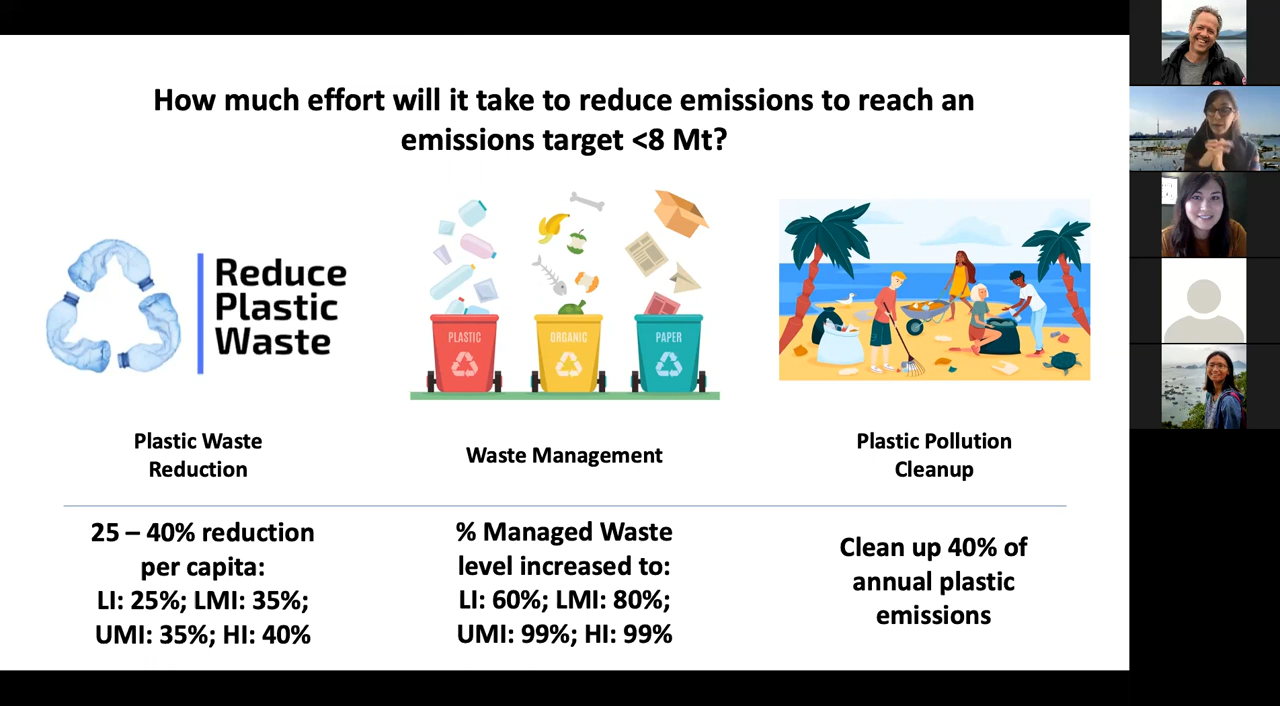 How much effort will it take to reduce emissions to reach an
emissions target <8 Mt?
Reduce
Plastic
Waste
PLASTIC
ORGANIC
PAPER
Plastic Waste
Reduction
Waste Management
Plastic Pollution
Cleanup
25 – 40% reduction
per capita:
LI: 25%; LMI: 35%;
UMI: 35%; HI: 40%
% Managed Waste
level increased to:
LI: 60%; LMI: 80%;
UMI: 99%; HI: 99%
Clean up 40% of
annual plastic
emissions